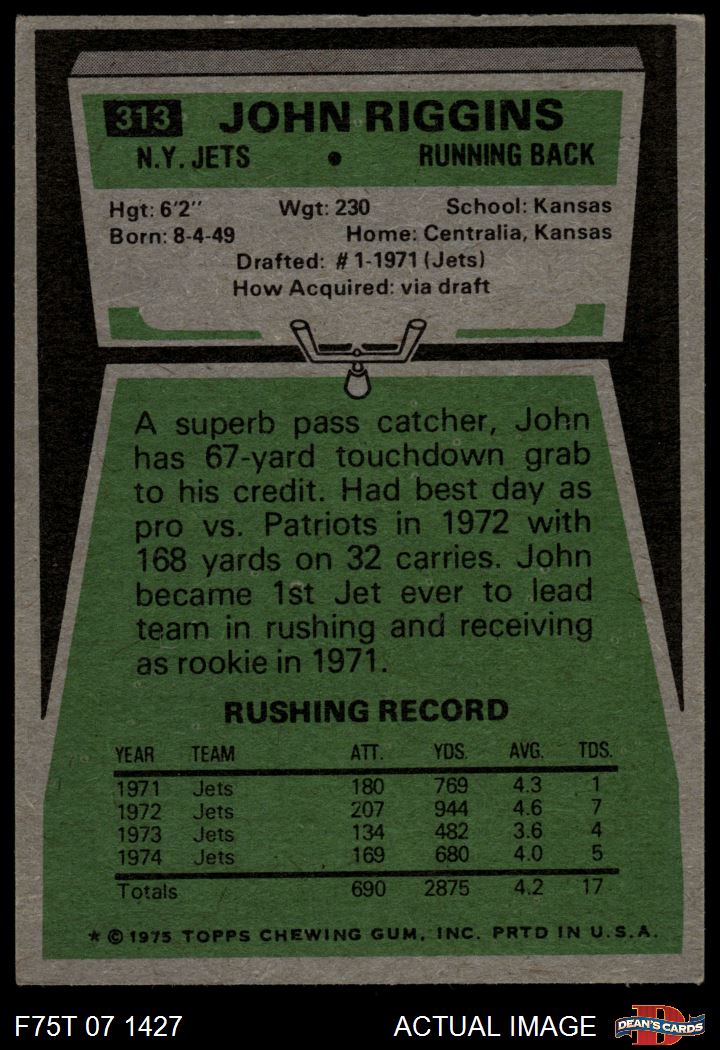 313 JOHN RIGGINS
N.Y. JETS • RUNNING BACK
Hgt: 6'2" Wgt: 230 School: Kansas
Born: 8-4-49 Home: Centralia, Kansas
Drafted: #1-1971 (Jets)
How Acquired: via draft
A superb pass catcher, John
has 67-yard touchdown grab
to his credit. Had best day as
pro vs. Patriots in 1972 with
168 yards on 32 carries. John
became 1st Jet ever to lead
team in rushing and receiving
as rookie in 1971.
RUSHING RECORD
YEAR TEAM ATT. YDS. AVG. TDS.
1971 Jets 180 769 4.3 1
1972 Jets 207 944 4.6 7
1973 Jets 134 482 3.6 4
1974 Jets 169 680 4.0 5
Totals 690 2875 4.2 17
* © 1975 TOPPS CHEWING GUM, INC. PRTD IN U.S.A.
F75T 07 1427 ACTUAL IMAGE D DEAN'S CARDS